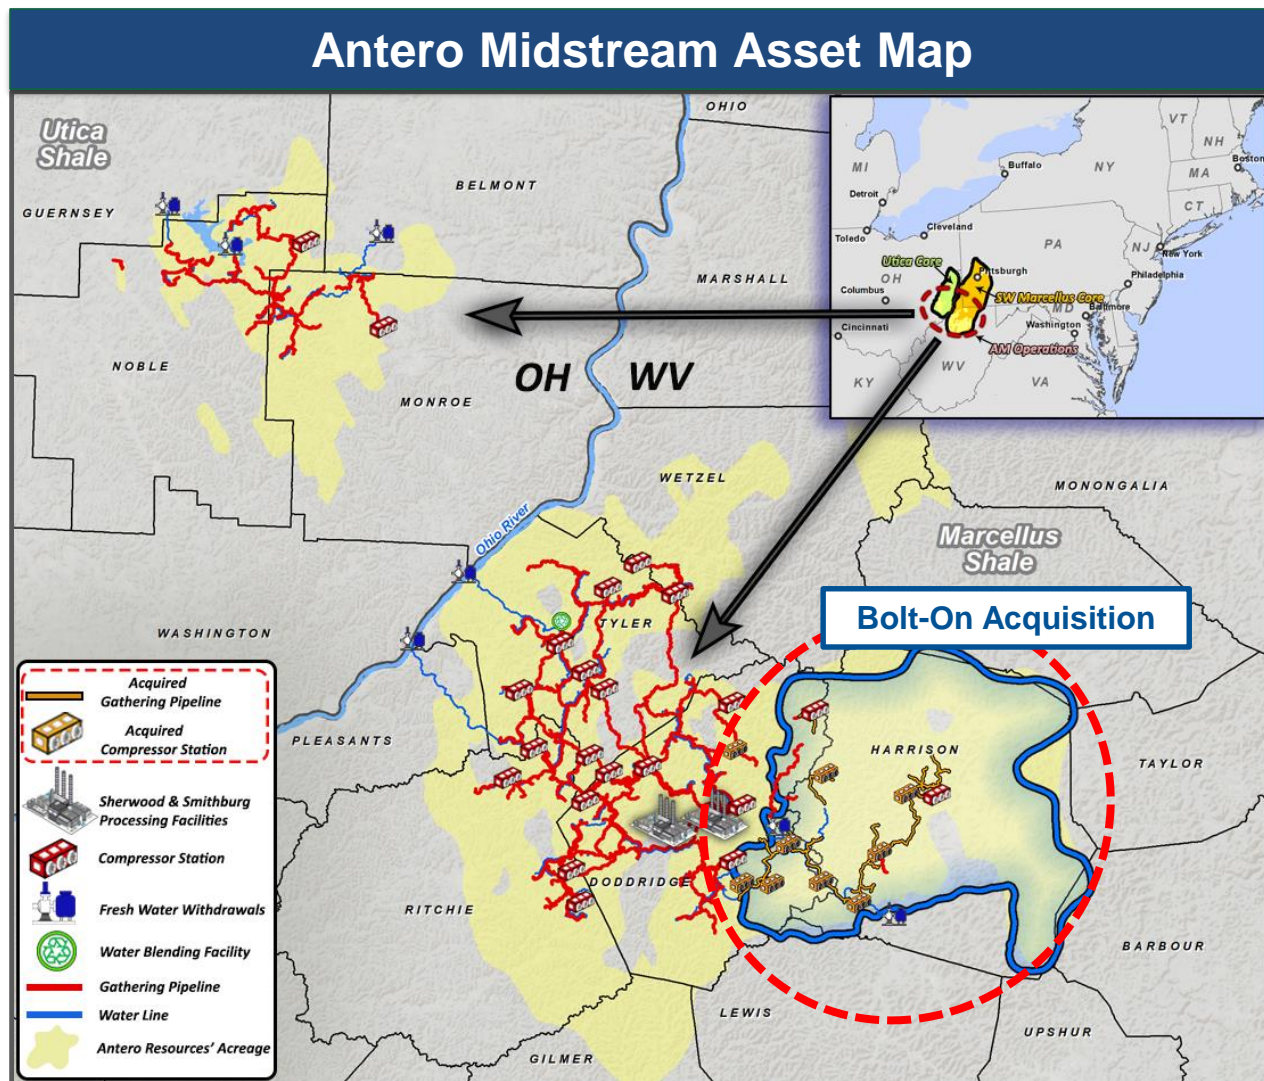 Antero Midstream Asset Map
Utica
Shale
OHIO
GUERNSEY
BELMONT
MARSHALL
NOBLE
MONROE
OH
WV
WETZEL
MONONGALIA
Ohio River
Marcellus
Shale
Bolt-On Acquisition
WASHINGTON
TYLER
PLEASANTS
HARRISON
TAYLOR
DODDRIDGE
RITCHIE
BARBOUR
LEWIS
UPSHUR
GILMER
VT
NH
MI
Buffalo
NY
Boston
MA
Detroit
CT
Toledo
Cleveland
PA
NJ
New York
Utica Core
OH
Pittsburgh
Philadelphia
Columbus
SW Marcellus Core
MD
Baltimore
Cincinnati
Washington
AM Operations
WV
KY
VA
Acquired
Gathering Pipeline
Acquired
Compressor Station
Sherwood & Smithburg
Processing Facilities
Compressor Station
Fresh Water Withdrawals
Water Blending Facility
Gathering Pipeline
Water Line
Antero Resources' Acreage